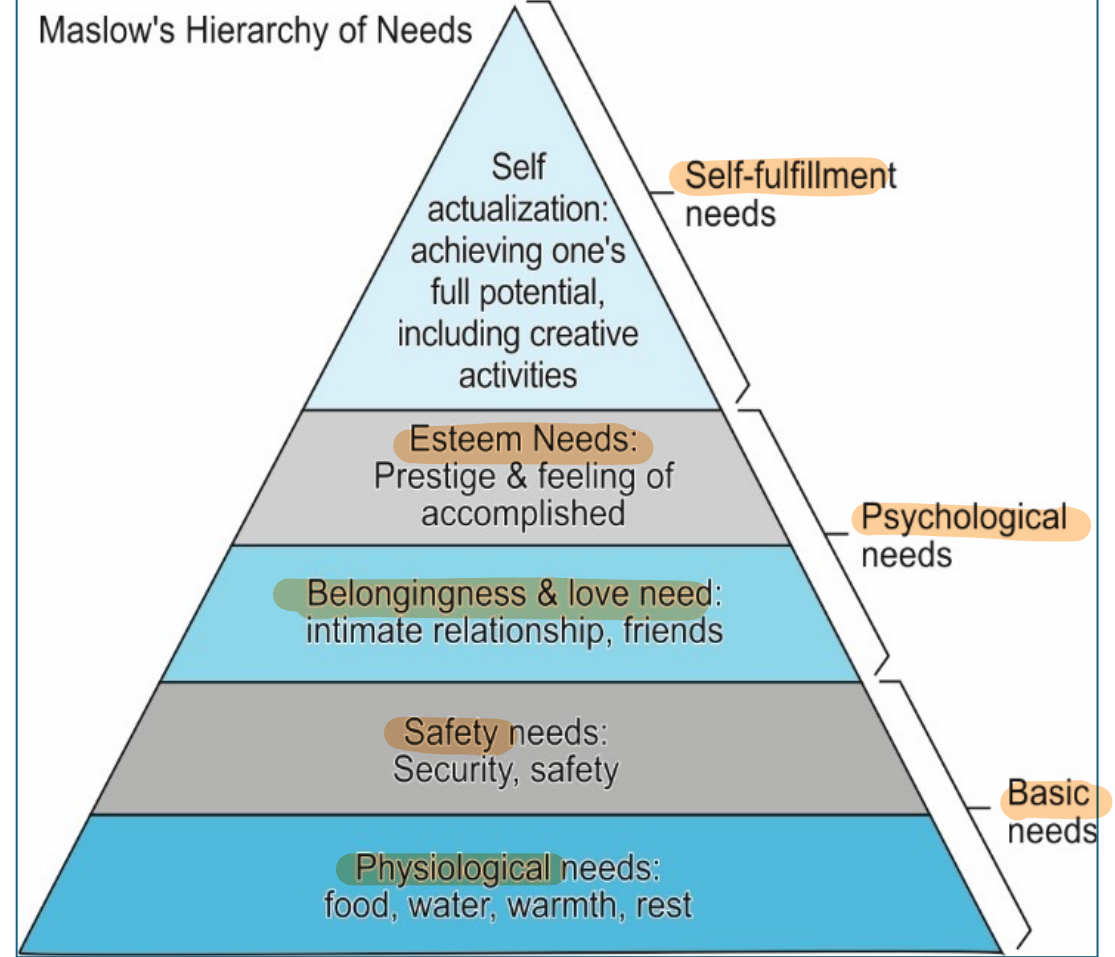 Maslow's Hierarchy of Needs
Self
actualization:
achieving one's
full potential,
including creative
activities
Self-fulfillment
needs
Esteem Needs:
Prestige & feeling of
accomplished
Psychological
needs
Belongingness & love need:
intimate relationship, friends
Safety needs:
Security, safety
Basic
needs
Physiological needs:
food, water, warmth, rest